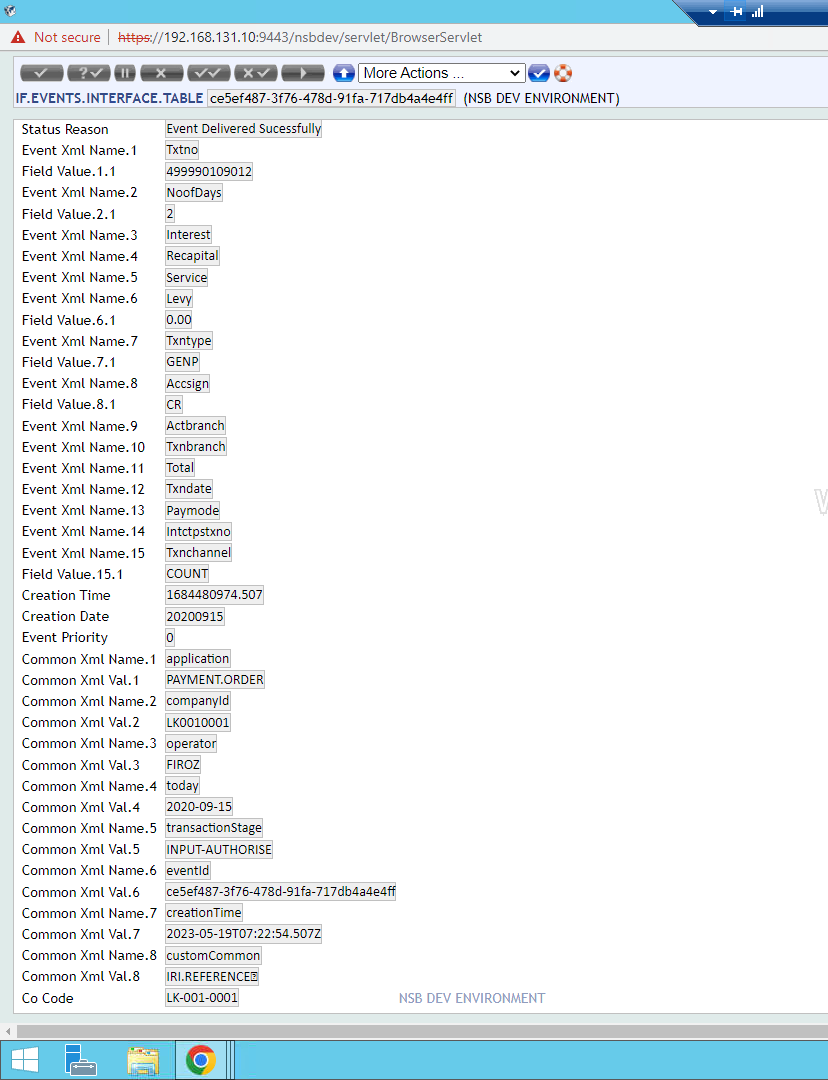 Not secure https://192.168.131.10:9443/nsbdev/servlet/BrowserServlet
More Actions ...
IF.EVENTS.INTERFACE.TABLE ce5ef487-3f76-478d-91fa-717db4a4e4ff (NSB DEV ENVIRONMENT)
Status Reason Event Delivered Sucessfully
Event Xml Name.1 Txtno
Field Value.1.1 499990109012
Event Xml Name.2 NoofDays
Field Value.2.1 2
Event Xml Name.3 Interest
Event Xml Name.4 Recapital
Event Xml Name.5 Service
Event Xml Name.6 Levy
Field Value.6.1 0.00
Event Xml Name.7 Txntype
Field Value.7.1 GENP
Event Xml Name.8 Accsign
Field Value.8.1 CR
Event Xml Name.9 Actbranch
Event Xml Name.10 Txnbranch
Event Xml Name.11 Total
Event Xml Name.12 Txndate
Event Xml Name.13 Paymode
Event Xml Name.14 Intctpstxno
Event Xml Name.15 Txnchannel
Field Value.15.1 COUNT
Creation Time 1684480974.507
Creation Date 20200915
Event Priority 0
Common Xml Name.1 application
Common Xml Val.1 PAYMENT.ORDER
Common Xml Name.2 companyId
Common Xml Val.2 LK0010001
Common Xml Name.3 operator
Common Xml Val.3 FIROZ
Common Xml Name.4 today
Common Xml Val.4 2020-09-15
Common Xml Name.5 transactionStage
Common Xml Val.5 INPUT-AUTHORISE
Common Xml Name.6 eventId
Common Xml Val.6 ce5ef487-3f76-478d-91fa-717db4a4e4ff
Common Xml Name.7 creationTime
Common Xml Val.7 2023-05-19T07:22:54.507Z
Common Xml Name.8 customCommon
Common Xml Val.8 IRI.REFERENCE
Co Code LK-001-0001 NSB DEV ENVIRONMENT